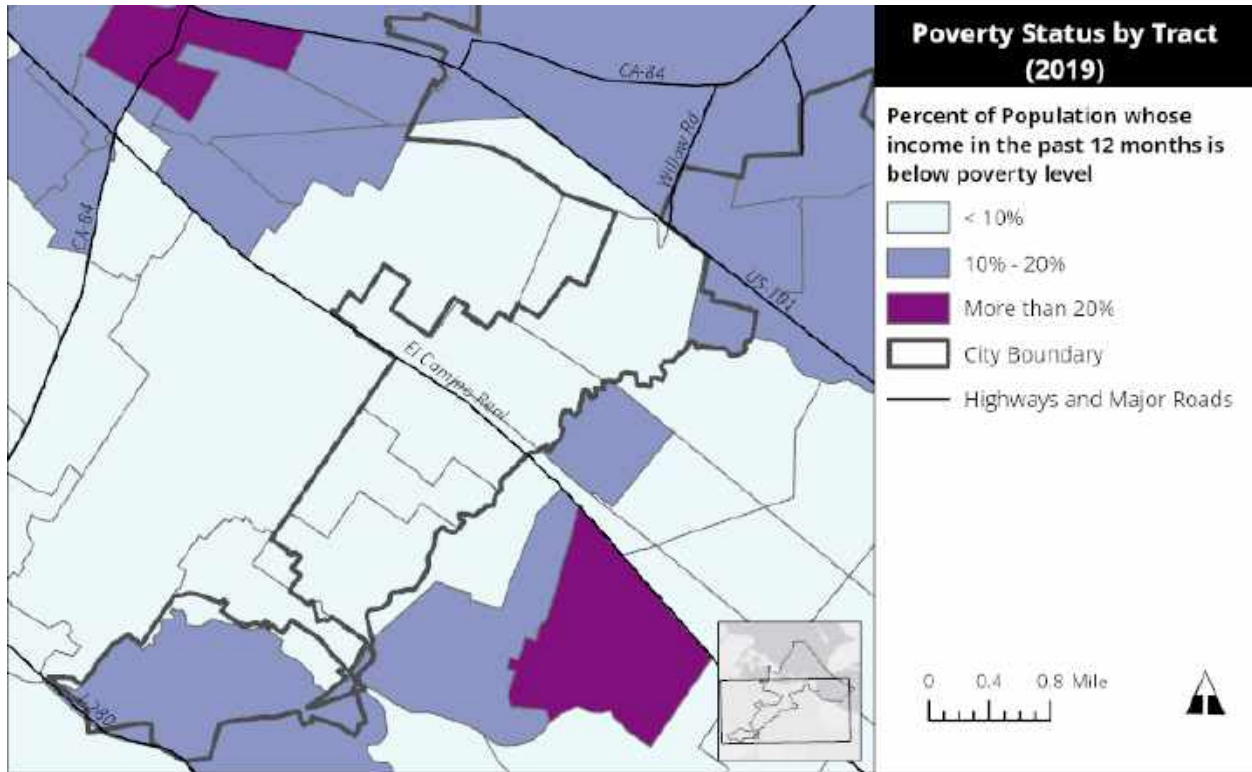 Poverty Status by Tract
(2019)
Percent of Population whose
income in the past 12 months is
below poverty level
< 10%
10% - 20%
More than 20%
City Boundary
Highways and Major Roads
0 0.4 0.8 Mile
CA-84
Willow Rd
CA-84
US-101
El Camino Real
I-280